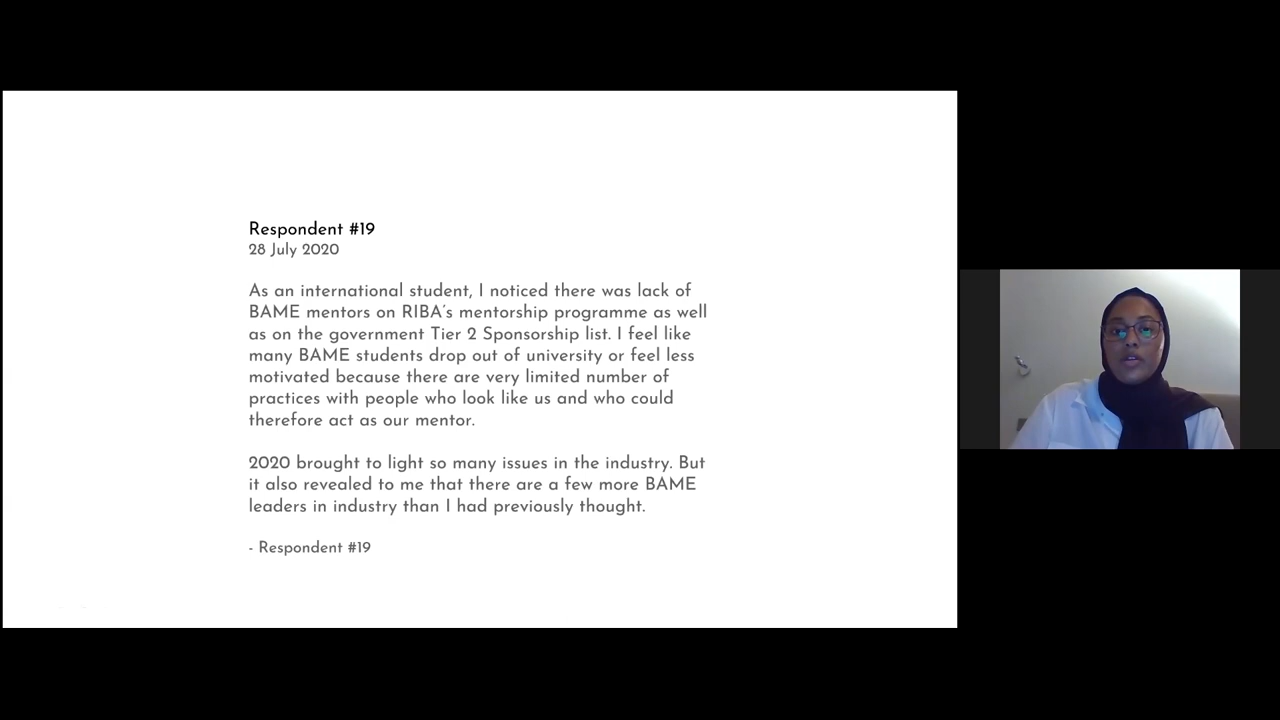 Respondent #19
28 July 2020
As an international student, I noticed there was lack of
BAME mentors on RIBA's mentorship programme as well
as on the government Tier 2 Sponsorship list. I feel like
many BAME students drop out of university or feel less
motivated because there are very limited number of
practices with people who look like us and who could
therefore act as our mentor.
2020 brought to light so many issues in the industry. But
it also revealed to me that there are a few more BAME
leaders in industry than I had previously thought.
- Respondent #19